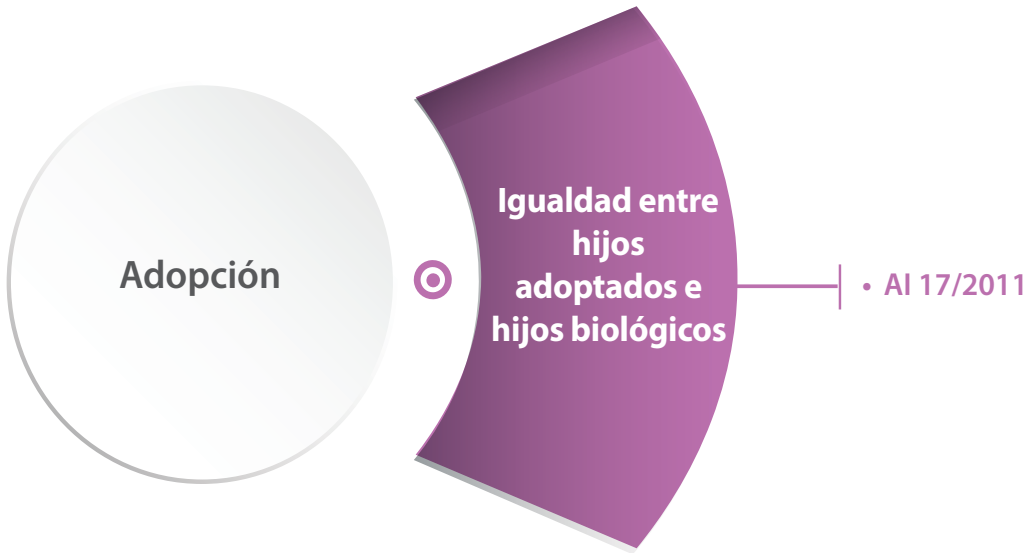 Adopción
Igualdad entre
hijos
adoptados e
hijos biológicos
• AI 17/2011